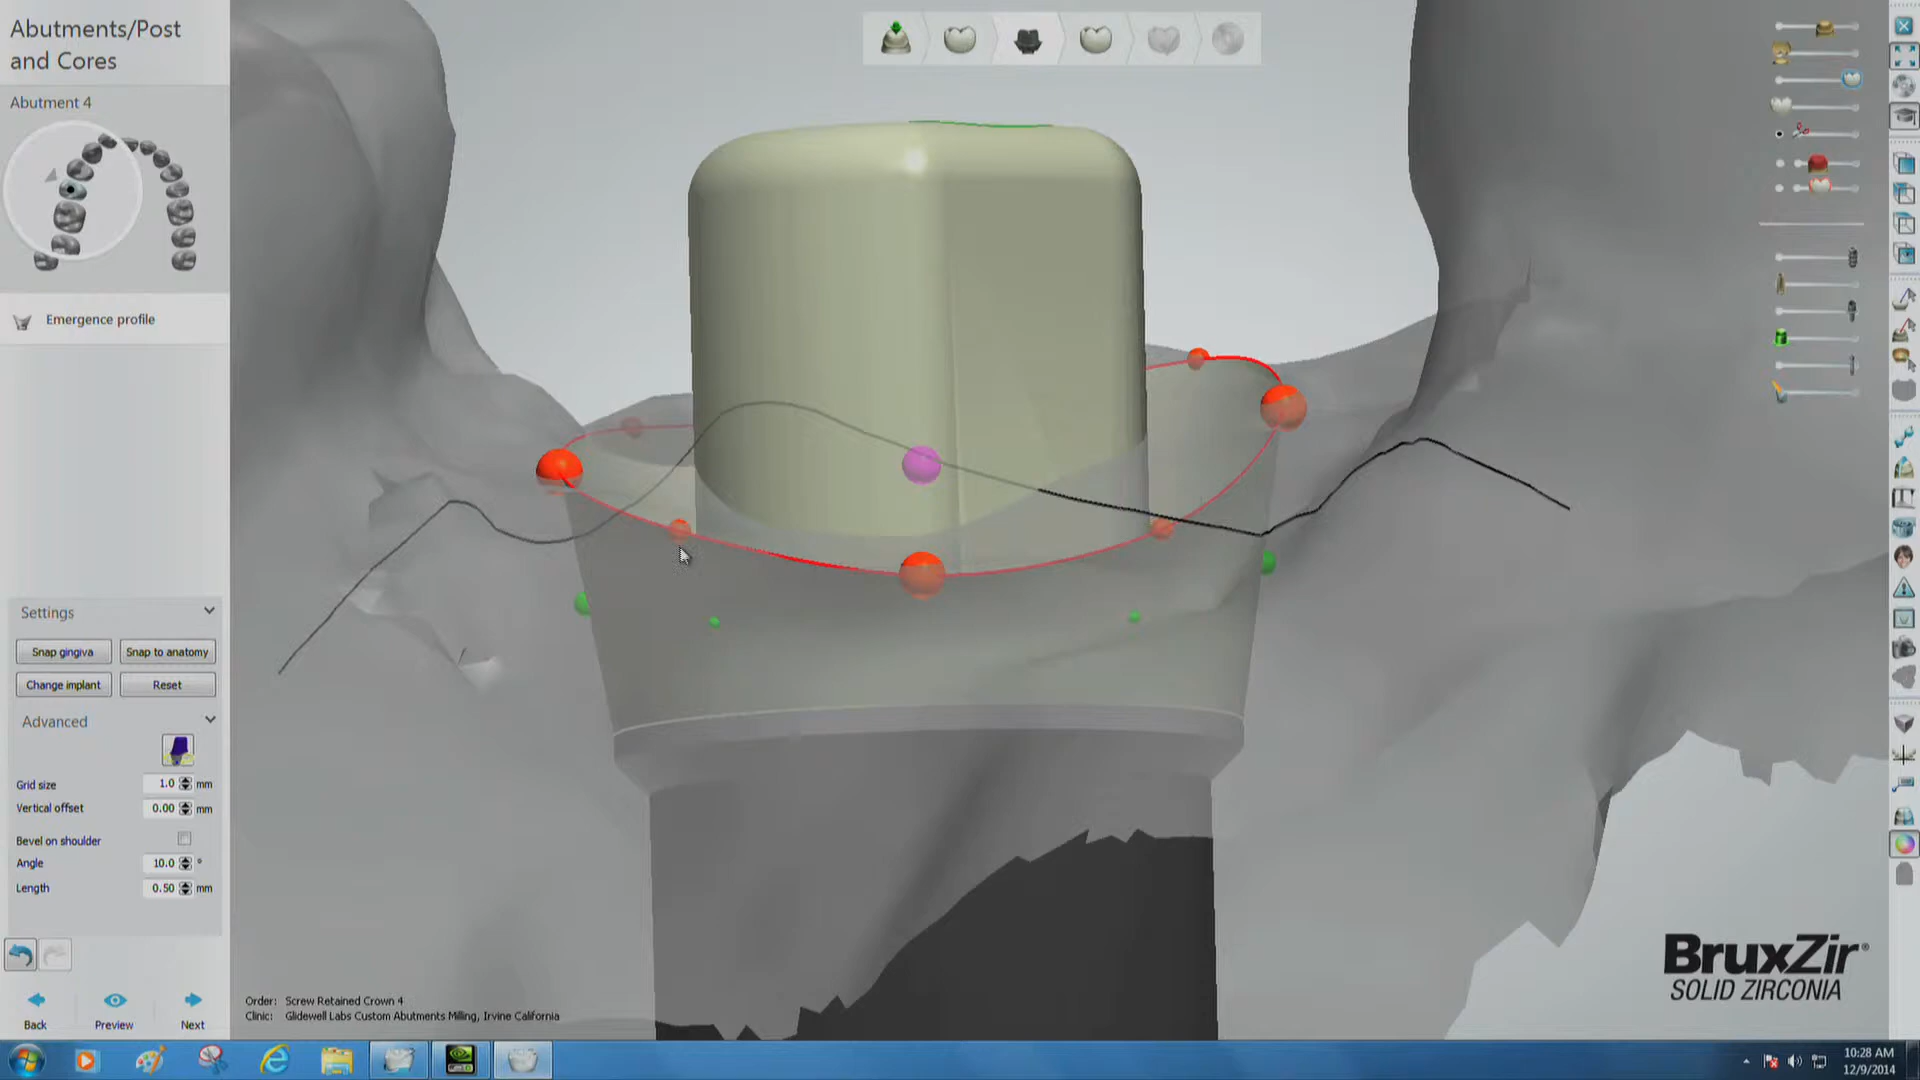 Abutments/Post
and Cores
Abutment 4
Emergence profile
Settings
Snap gingiva
Snap to anatomy
Change implant
Reset
Advanced
Grid size 1.0 mm
Vertical offset 0.00 mm
Bevel on shoulder
Angle 10.0 °
Length 0.50 mm
Back
Preview
Next
Order: Screw Retained Crown 4
Clinic: Glidewell Labs Custom Abutments Milling, Irvine California
BruxZir®
SOLID ZIRCONIA
10:28 AM
12/9/2014